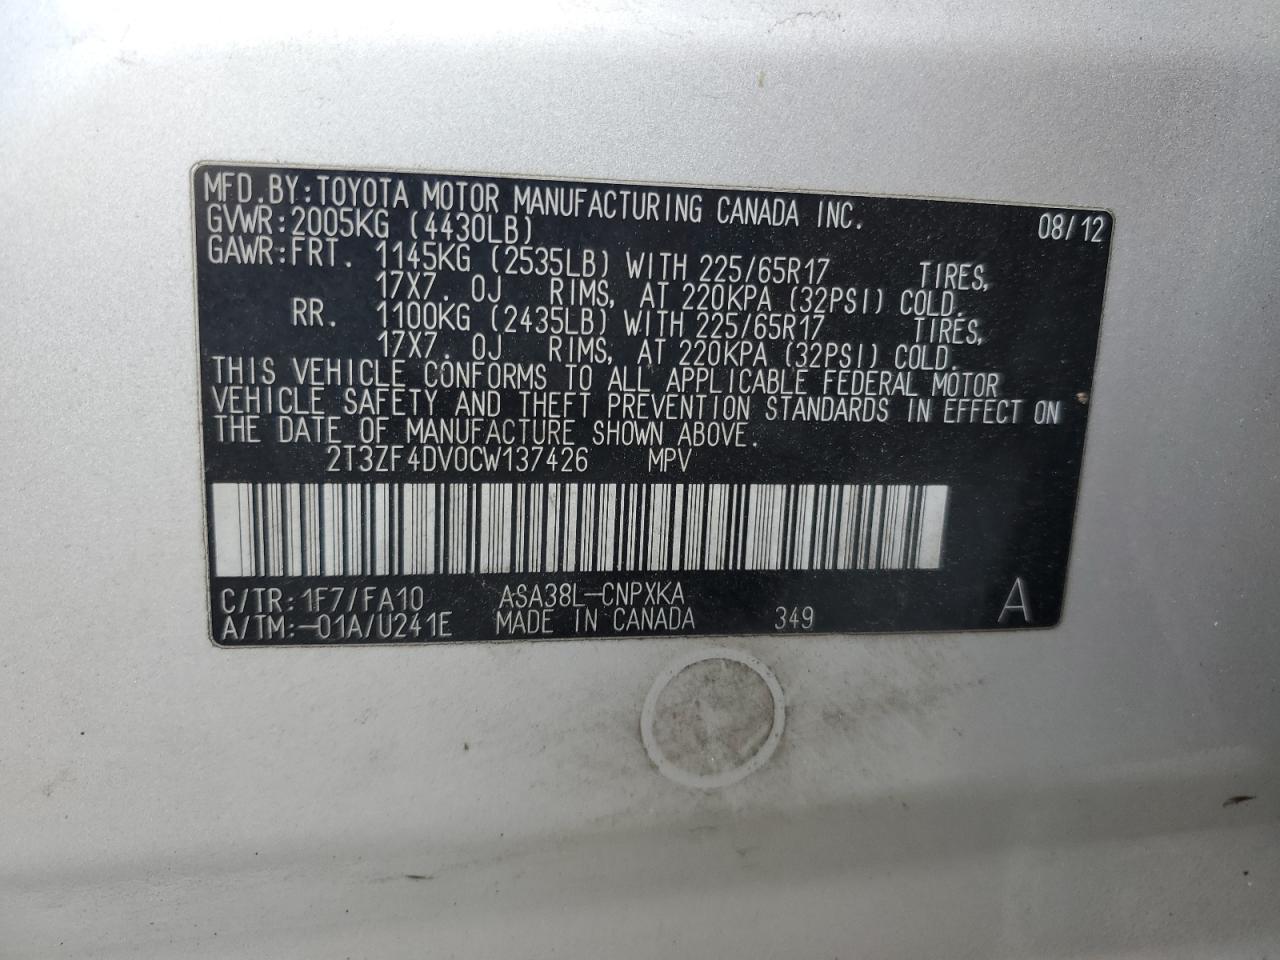 MFD.BY:TOYOTA MOTOR MANUFACTURING CANADA INC. 08/12
GVWR:2005KG (4430LB)
GAWR:FRT. 1145KG (2535LB) WITH 225/65R17 TIRES,
17X7.0J RIMS, AT 220KPA (32PSI) COLD.
RR. 1100KG (2435LB) WITH 225/65R17 TIRES,
17X7.0J RIMS, AT 220KPA (32PSI) COLD.
THIS VEHICLE CONFORMS TO ALL APPLICABLE FEDERAL MOTOR
VEHICLE SAFETY AND THEFT PREVENTION STANDARDS IN EFFECT ON
THE DATE OF MANUFACTURE SHOWN ABOVE.
2T3ZF4DV0CW137426 MPV
C/TR:1F7/FA10 ASA38L-CNPXKA
A/TM:-01A/U241E MADE IN CANADA 349 A